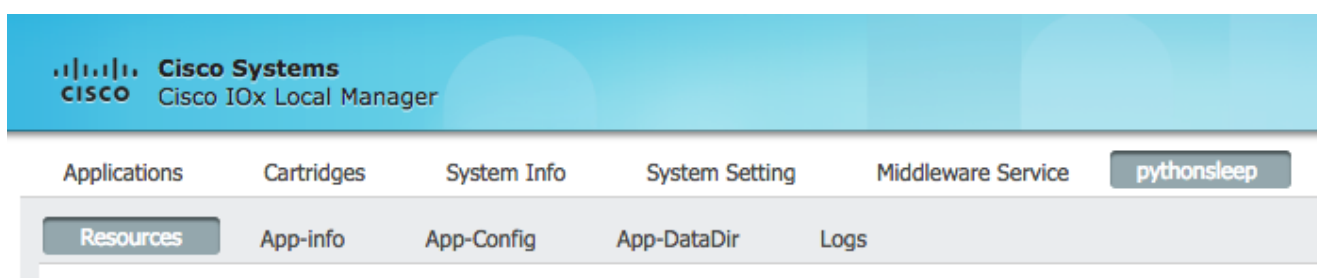 Cisco Systems
CISCO Cisco IOx Local Manager
Applications Cartridges System Info System Setting Middleware Service pythonsleep
Resources App-info App-Config App-DataDir Logs